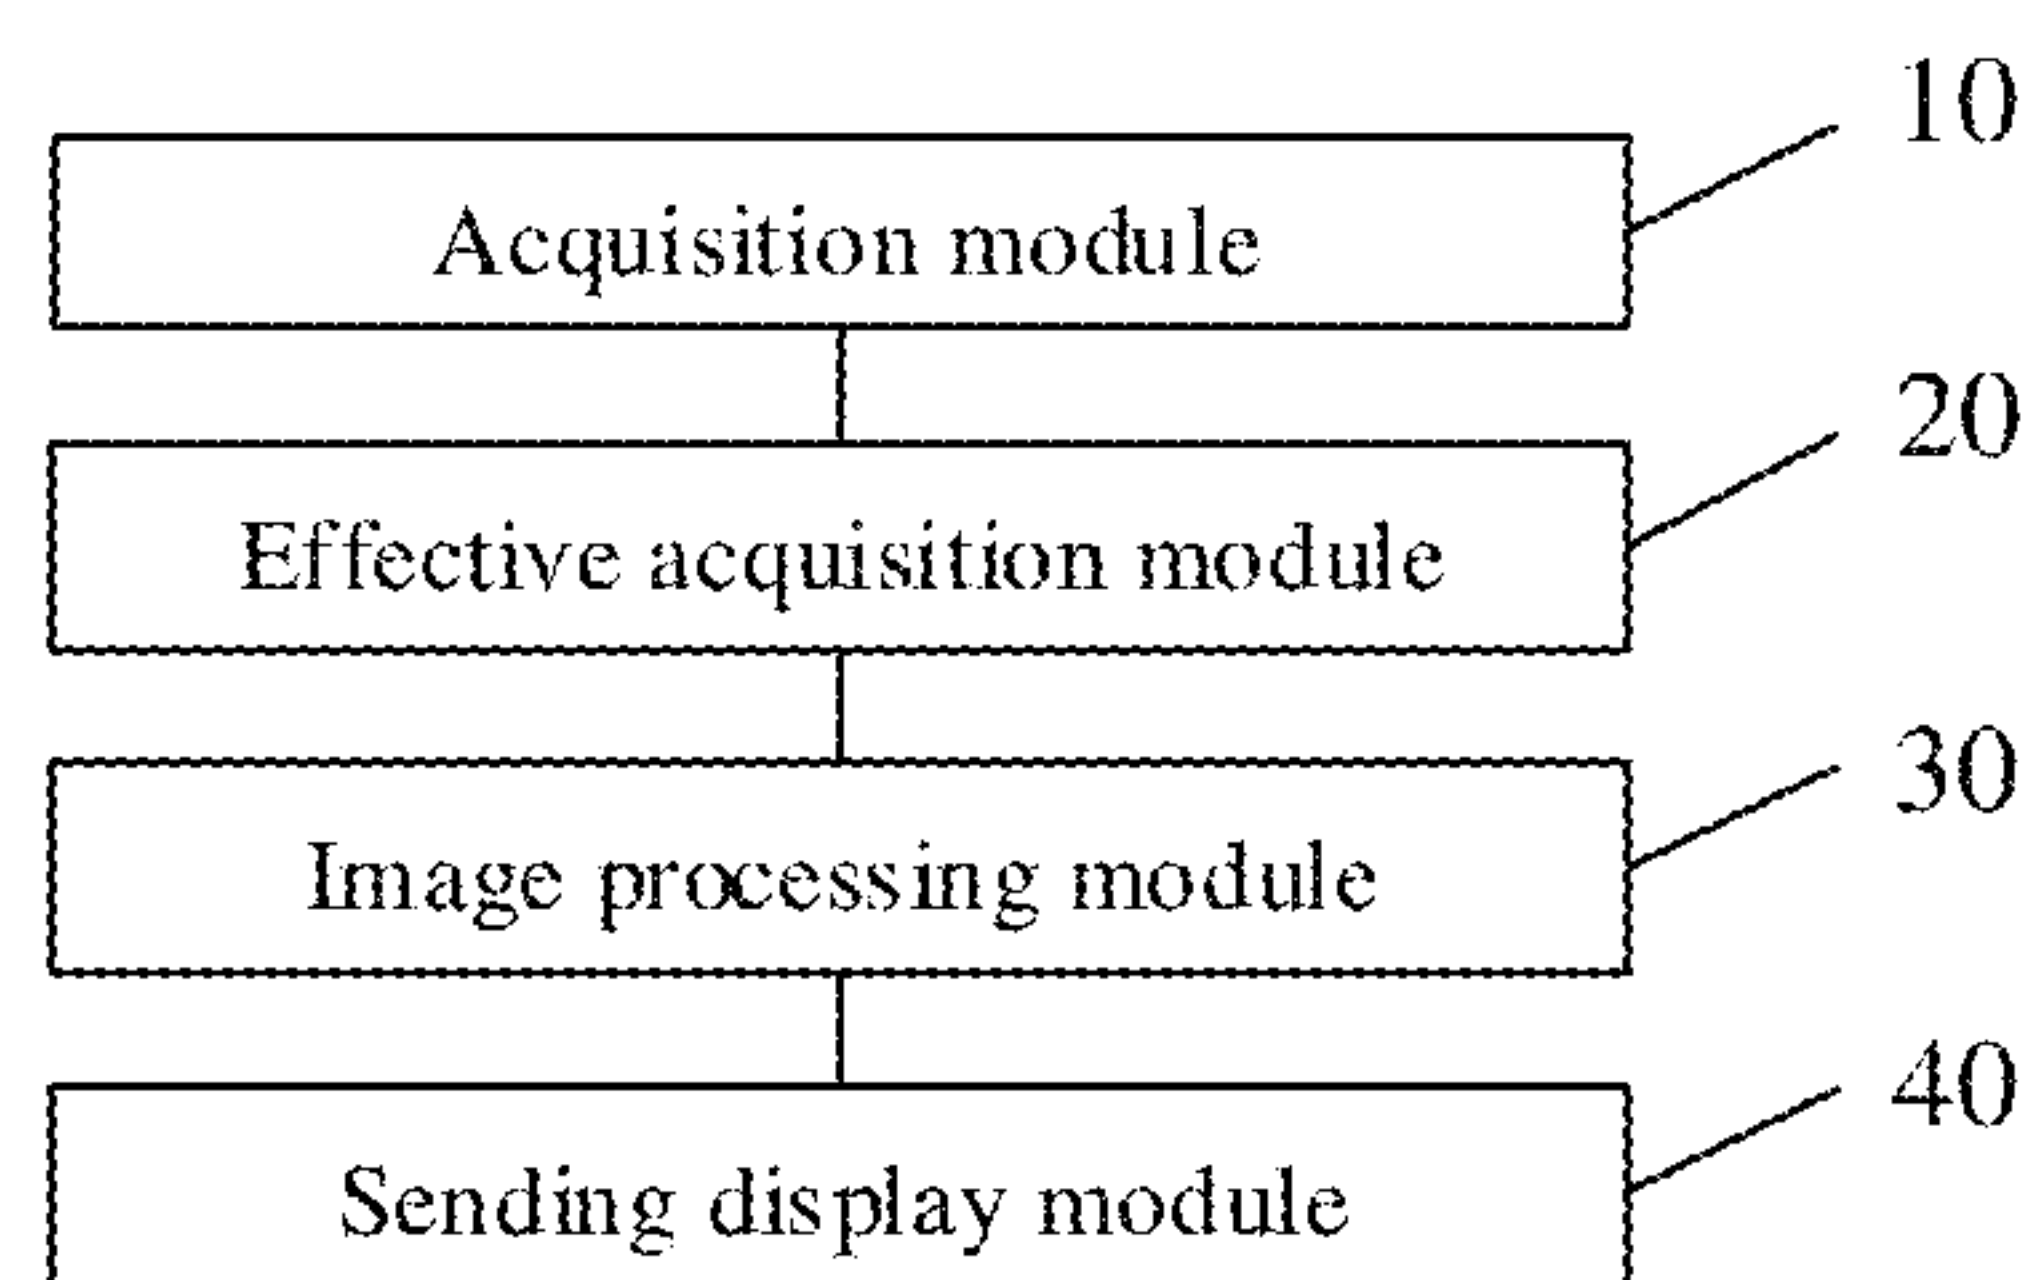 10
Acquisition module
20
Effective acquisition module
30
Image processing module
40
Sending display module